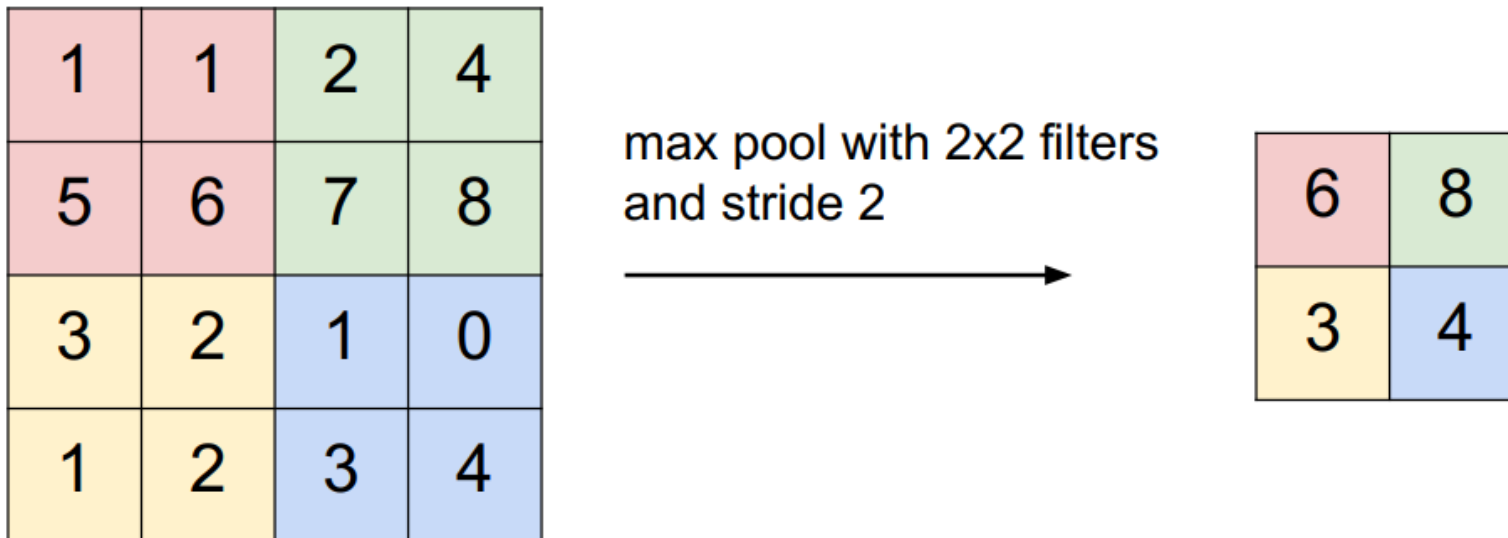 1 1 2 4
max pool with 2x2 filters
5 6 7 8
and stride 2
6 8
3 2 1 0
3 4
1 2 3 4